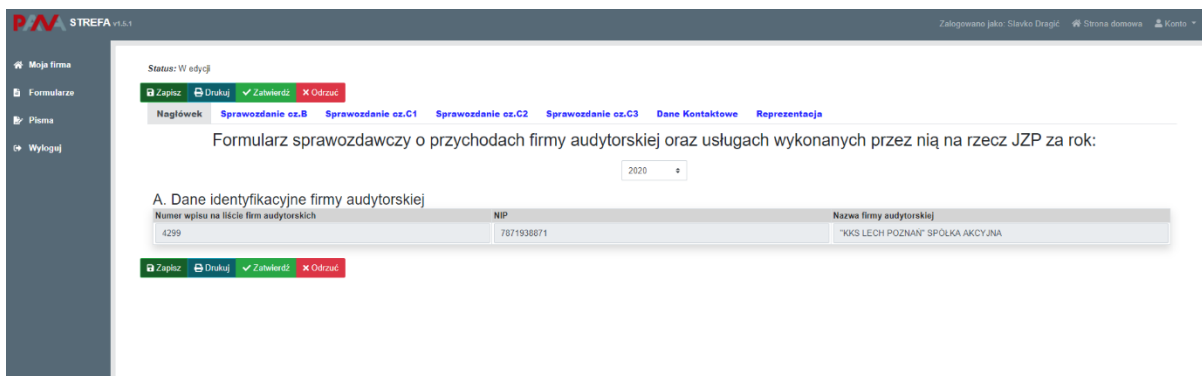 PANA STREFA v1.5.1 Zalogowano jako: Slavko Dragić Strona domowa Konto
Moja firma
Formularze
Pisma
Wyloguj
Status: W edycji
Zapisz Drukuj Zatwierdź Odrzuć
Nagłówek Sprawozdanie cz.B Sprawozdanie cz.C1 Sprawozdanie cz.C2 Sprawozdanie cz.C3 Dane Kontaktowe Reprezentacja
Formularz sprawozdawczy o przychodach firmy audytorskiej oraz usługach wykonanych przez nią na rzecz JZP za rok:
2020
A. Dane identyfikacyjne firmy audytorskiej
Numer wpisu na liście firm audytorskich NIP Nazwa firmy audytorskiej
4299 7871938871 "KKS LECH POZNAŃ" SPÓŁKA AKCYJNA
Zapisz Drukuj Zatwierdź Odrzuć